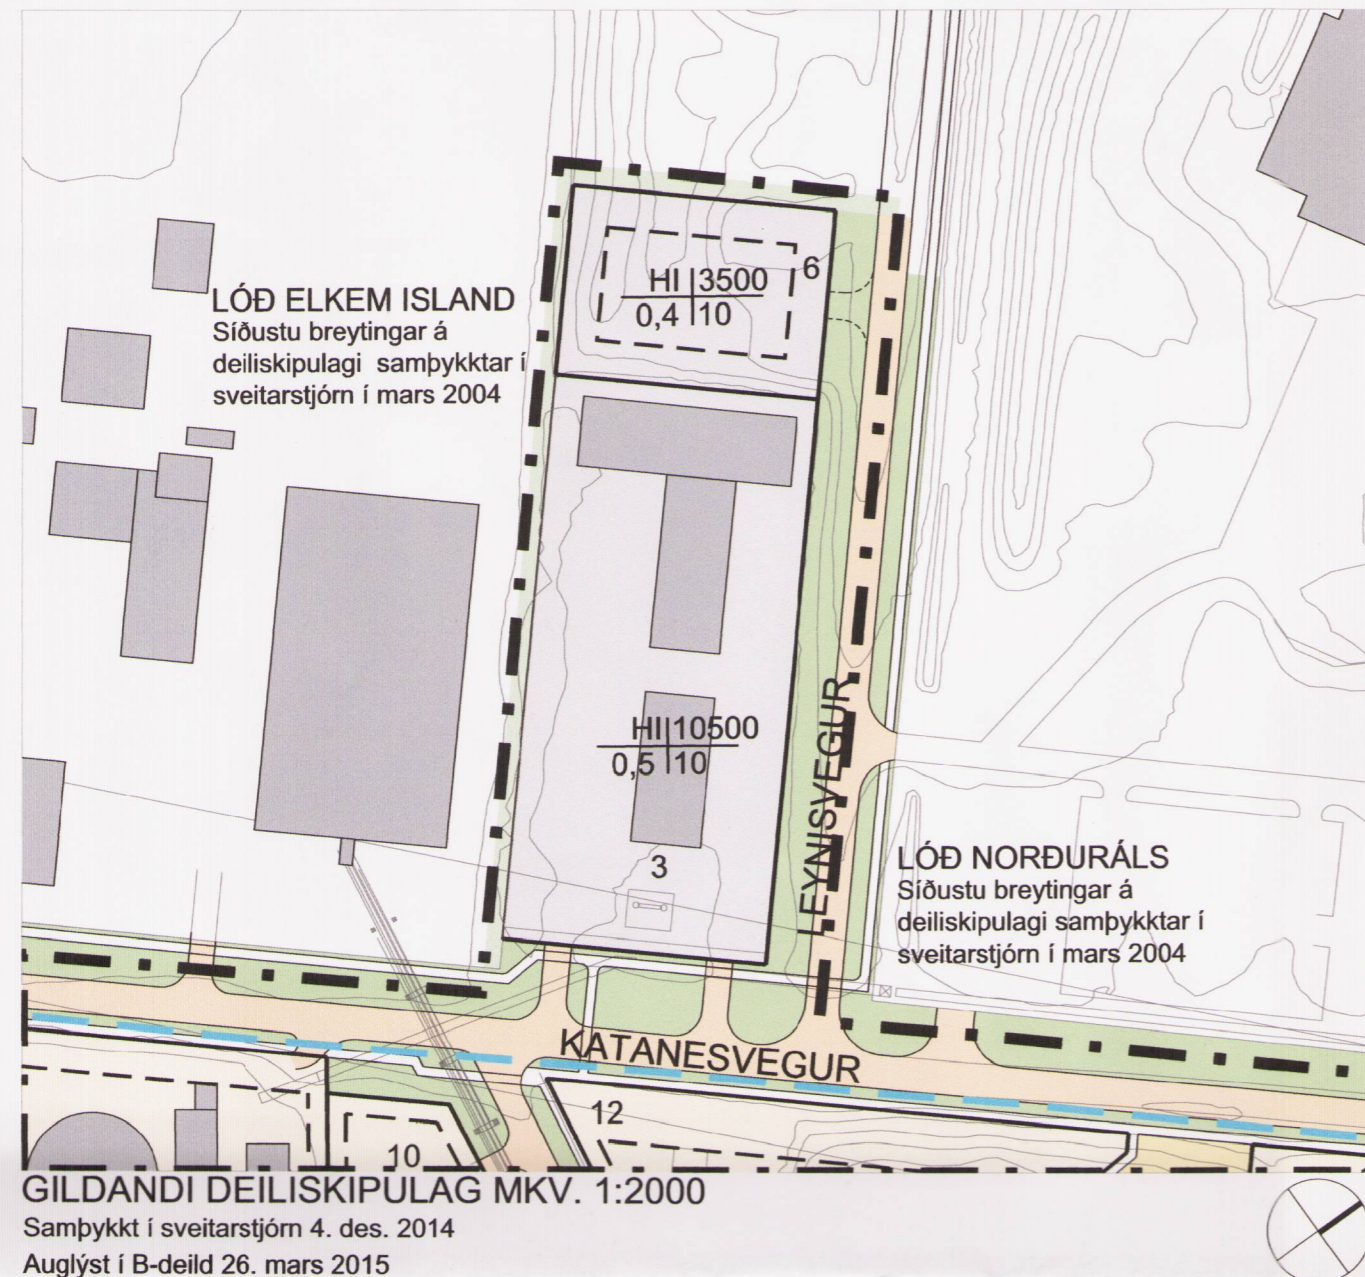 LÓÐ ELKEM ISLAND
Síðustu breytingar á
deiliskipulagi samþykktar í
sveitarstjórn í mars 2004
6
HI 3500
0,4 10
HI 10500
0,5 10
3
LEYNISVEGUR
LÓÐ NORÐURÁLS
Síðustu breytingar á
deiliskipulagi samþykktar í
sveitarstjórn í mars 2004
KATANESVEGUR
12
10
GILDANDI DEILISKIPULAG MKV. 1:2000
Samþykkt í sveitarstjórn 4. des. 2014
Auglýst í B-deild 26. mars 2015